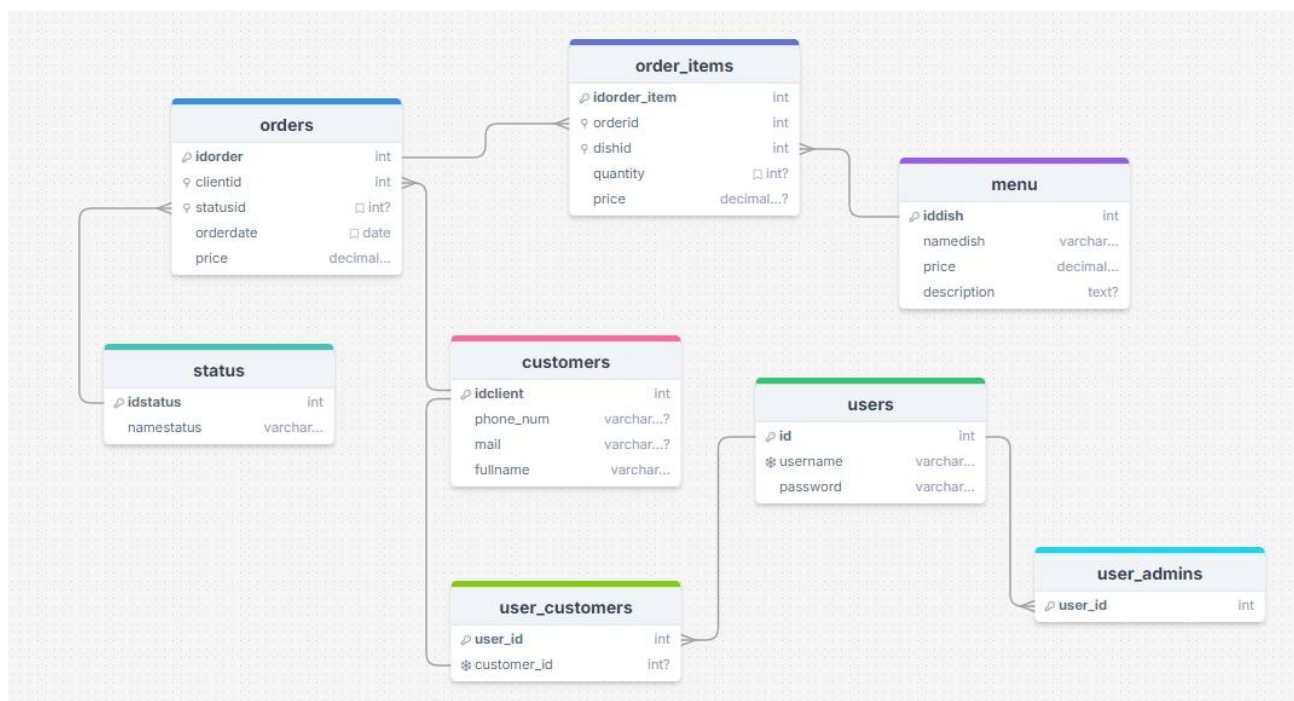 order_items
idorder_item int
orderid int
dishid int
quantity int?
price decimal...?
orders
idorder int
clientid int
statusid int?
orderdate date
price decimal...
menu
iddish int
namedish varchar...
price decimal...
description text?
status
idstatus int
namestatus varchar...
customers
idclient int
phone_num varchar...?
mail varchar...?
fullname varchar...
users
id int
username varchar...
password varchar...
user_customers
user_id int
customer_id int?
user_admins
user_id int